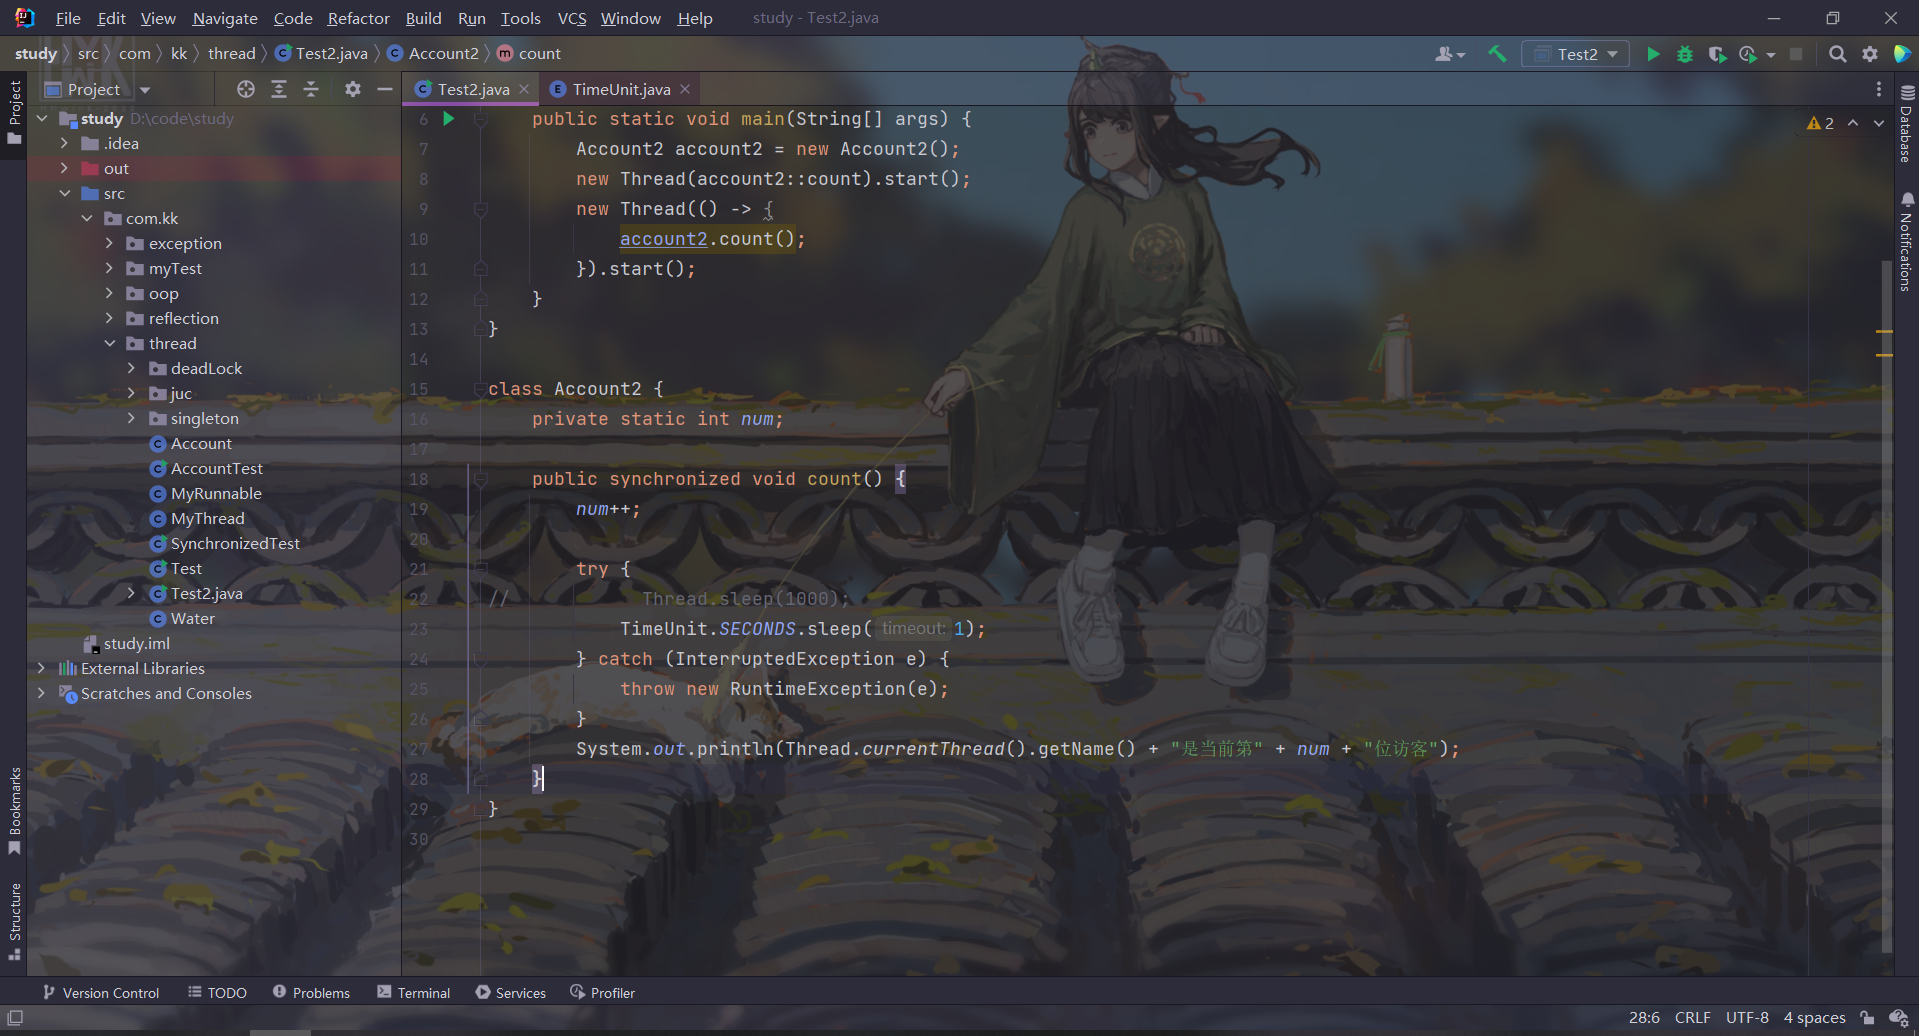 File Edit View Navigate Code Refactor Build Run Tools VCS Window Help study - Test2.java
study src com kk thread Test2.java Account2 count
Test2
Project
Test2.java
TimeUnit.java
Project
study D:\code\study
.idea
out
src
com.kk
exception
myTest
oop
reflection
thread
deadLock
juc
singleton
Account
AccountTest
MyRunnable
MyThread
SynchronizedTest
Test
Test2.java
Water
study.iml
External Libraries
Scratches and Consoles
Bookmarks
Structure
2
6 public static void main(String[] args) {
7 Account2 account2 = new Account2();
8 new Thread(account2::count).start();
9 new Thread(() -> {
10 account2.count();
11 }).start();
12 }
13 }
14
15 class Account2 {
16 private static int num;
17
18 public synchronized void count() {
19 num++;
20
21 try {
22 // Thread.sleep(1000);
23 TimeUnit.SECONDS.sleep( timeout: 1);
24 } catch (InterruptedException e) {
25 throw new RuntimeException(e);
26 }
27 System.out.println(Thread.currentThread().getName() + "是当前第" + num + "位访客");
28 }
29 }
30
Database
Notifications
Version Control TODO Problems Terminal Services Profiler
28:6 CRLF UTF-8 4 spaces